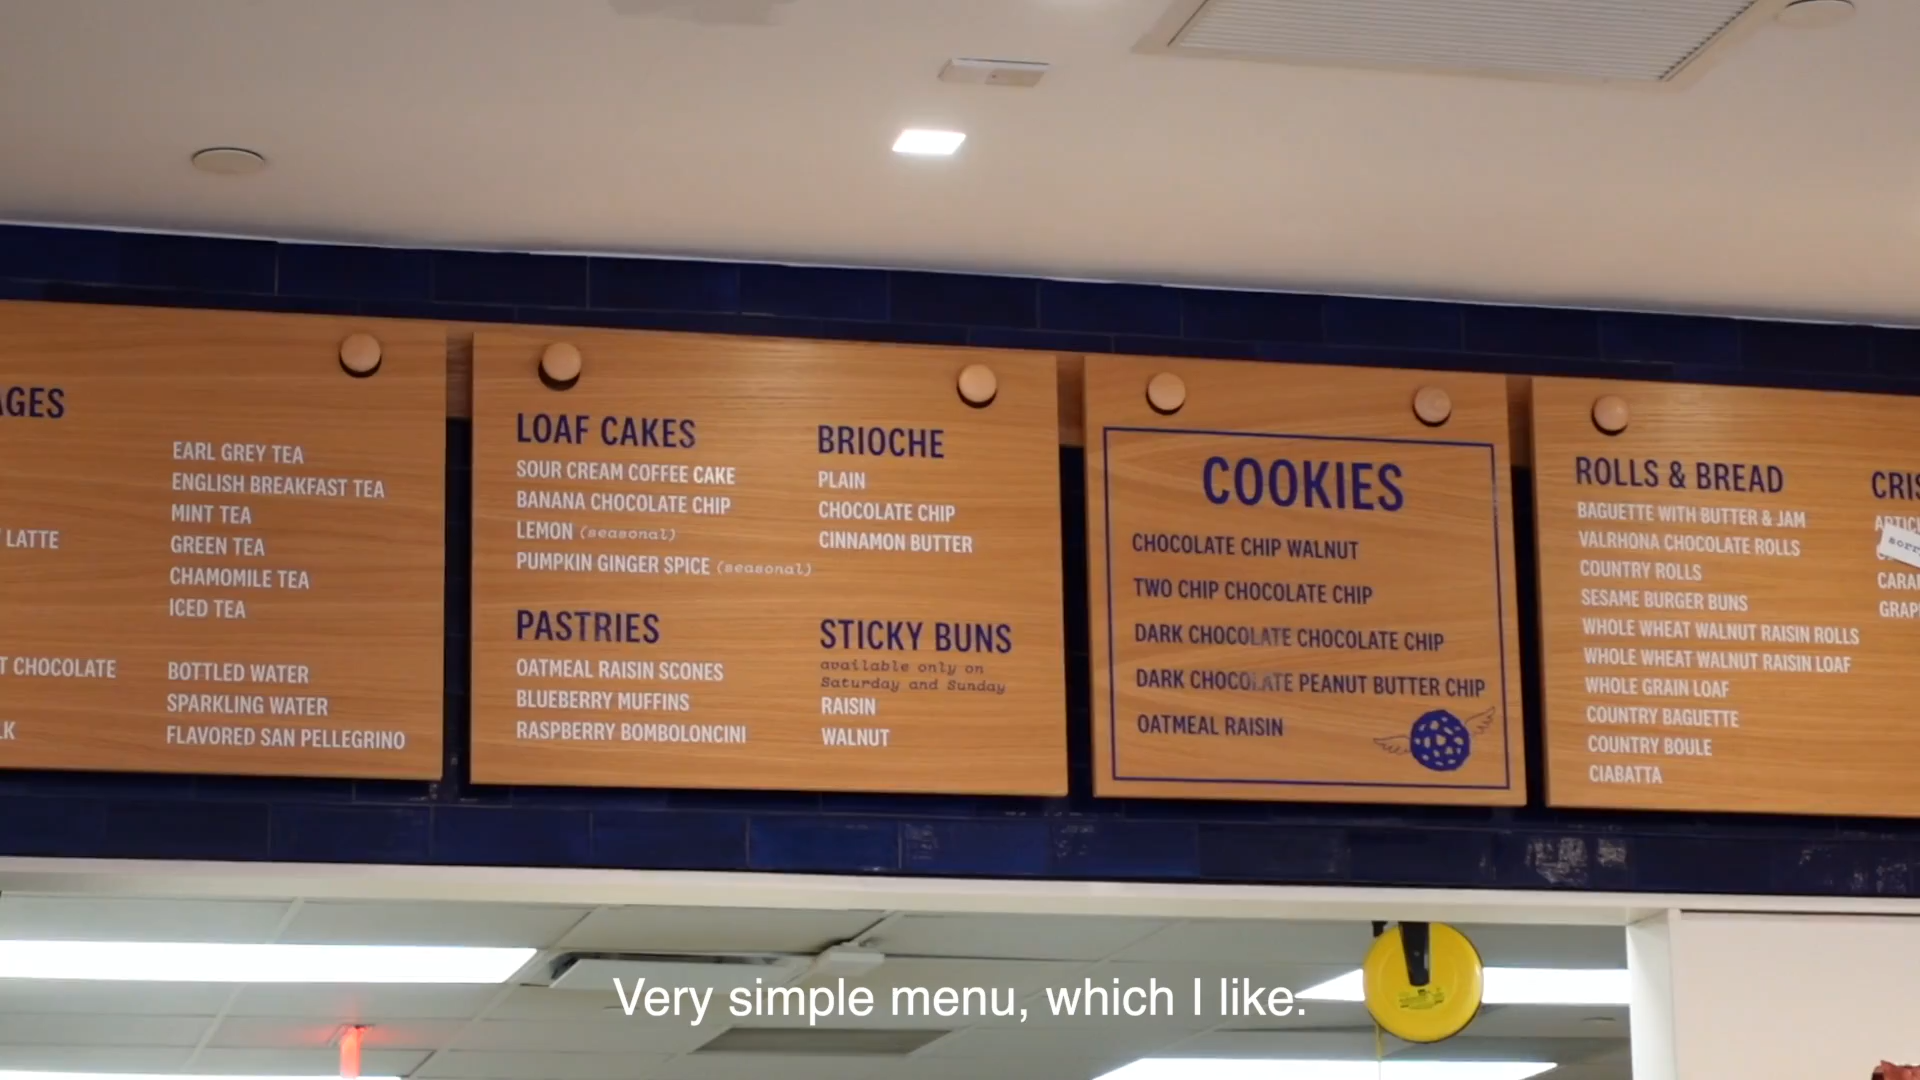 AGES
EARL GREY TEA
ENGLISH BREAKFAST TEA
MINT TEA
LATTE
GREEN TEA
CHAMOMILE TEA
ICED TEA
T CHOCOLATE
BOTTLED WATER
SPARKLING WATER
LK
FLAVORED SAN PELLEGRINO
LOAF CAKES
SOUR CREAM COFFEE CAKE
BANANA CHOCOLATE CHIP
LEMON (seasonal)
PUMPKIN GINGER SPICE (seasonal)
PASTRIES
OATMEAL RAISIN SCONES
BLUEBERRY MUFFINS
RASPBERRY BOMBOLONCINI
BRIOCHE
PLAIN
CHOCOLATE CHIP
CINNAMON BUTTER
STICKY BUNS
available only on
Saturday and Sunday
RAISIN
WALNUT
COOKIES
CHOCOLATE CHIP WALNUT
TWO CHIP CHOCOLATE CHIP
DARK CHOCOLATE CHOCOLATE CHIP
DARK CHOCOLATE PEANUT BUTTER CHIP
OATMEAL RAISIN
ROLLS & BREAD
BAGUETTE WITH BUTTER & JAM
VALRHONA CHOCOLATE ROLLS
COUNTRY ROLLS
SESAME BURGER BUNS
WHOLE WHEAT WALNUT RAISIN ROLLS
WHOLE WHEAT WALNUT RAISIN LOAF
WHOLE GRAIN LOAF
COUNTRY BAGUETTE
COUNTRY BOULE
CIABATTA
CRIS
sorr
CARA
GRAP
Very simple menu, which I like.